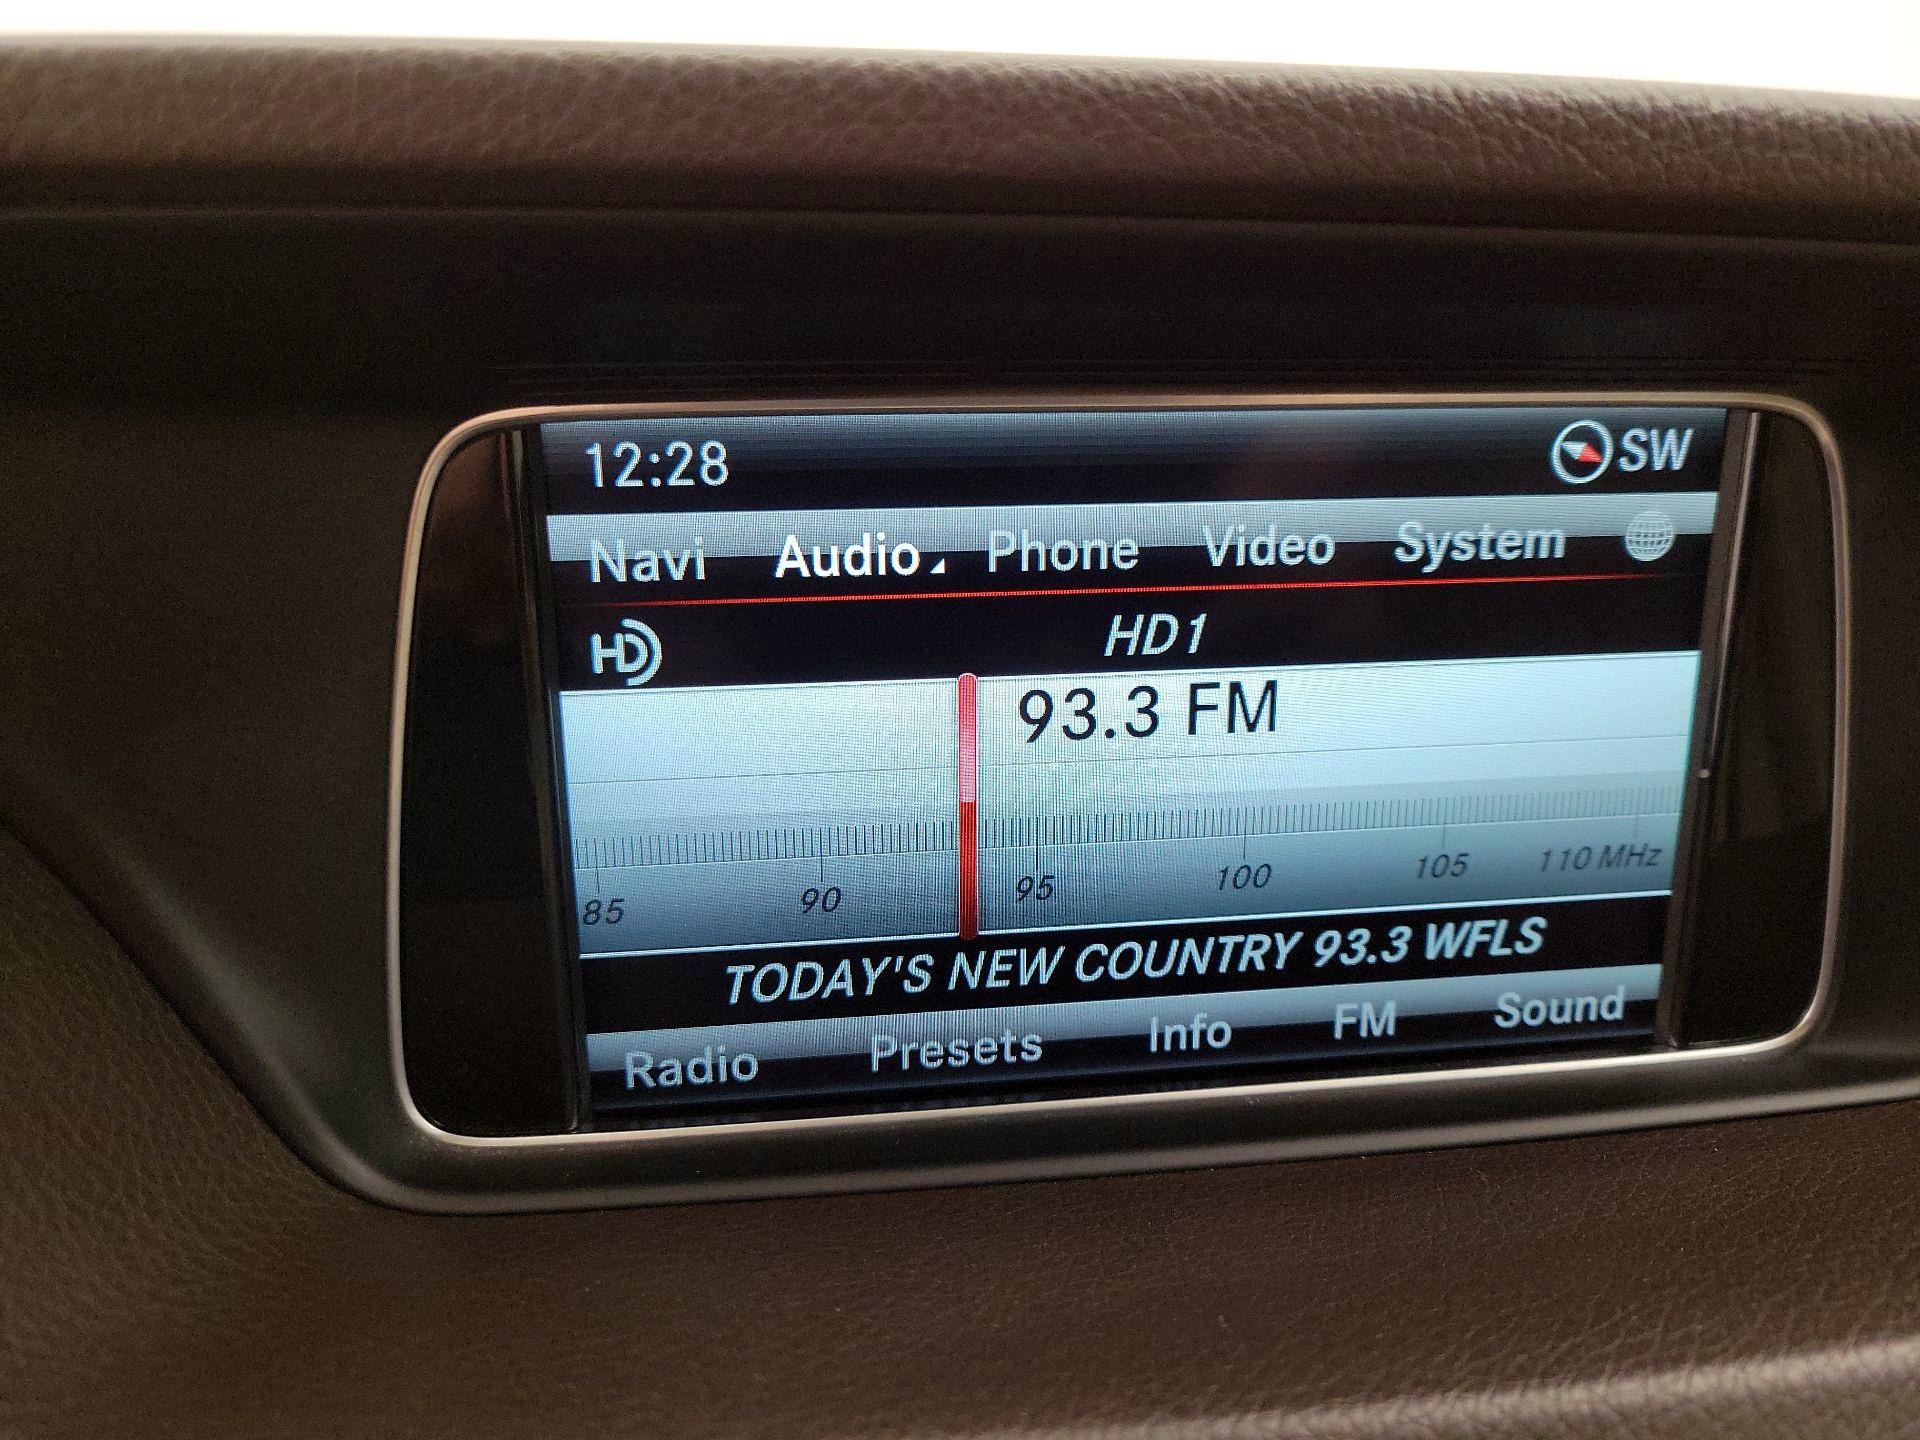 12:28 SW
Navi Audio Phone Video System
HD HD1
93.3 FM
85 90 95 100 105 110 MHz
TODAY'S NEW COUNTRY 93.3 WFLS
Radio Presets Info FM Sound